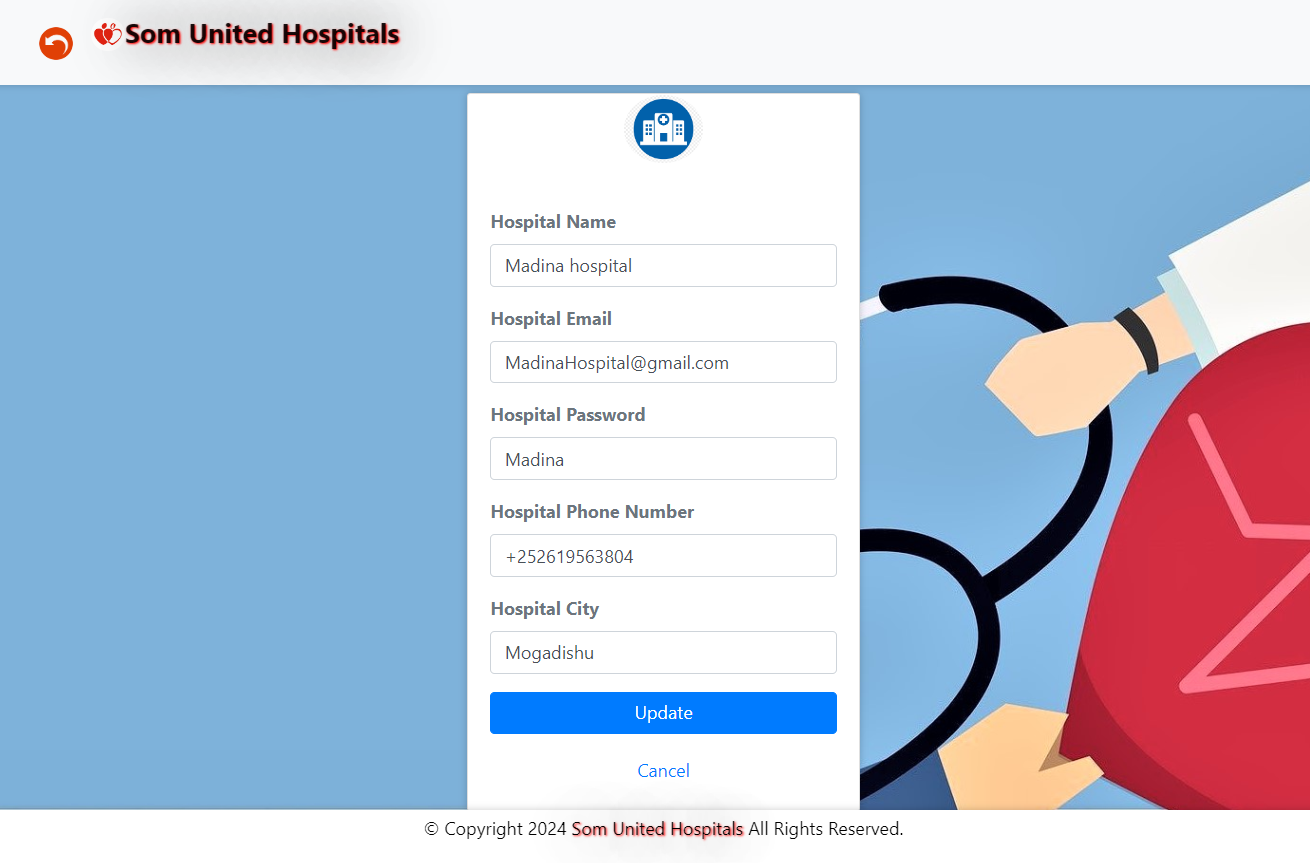 Som United Hospitals
Hospital Name
Madina hospital
Hospital Email
MadinaHospital@gmail.com
Hospital Password
Madina
Hospital Phone Number
+252619563804
Hospital City
Mogadishu
Update
Cancel
© Copyright 2024 Som United Hospitals All Rights Reserved.